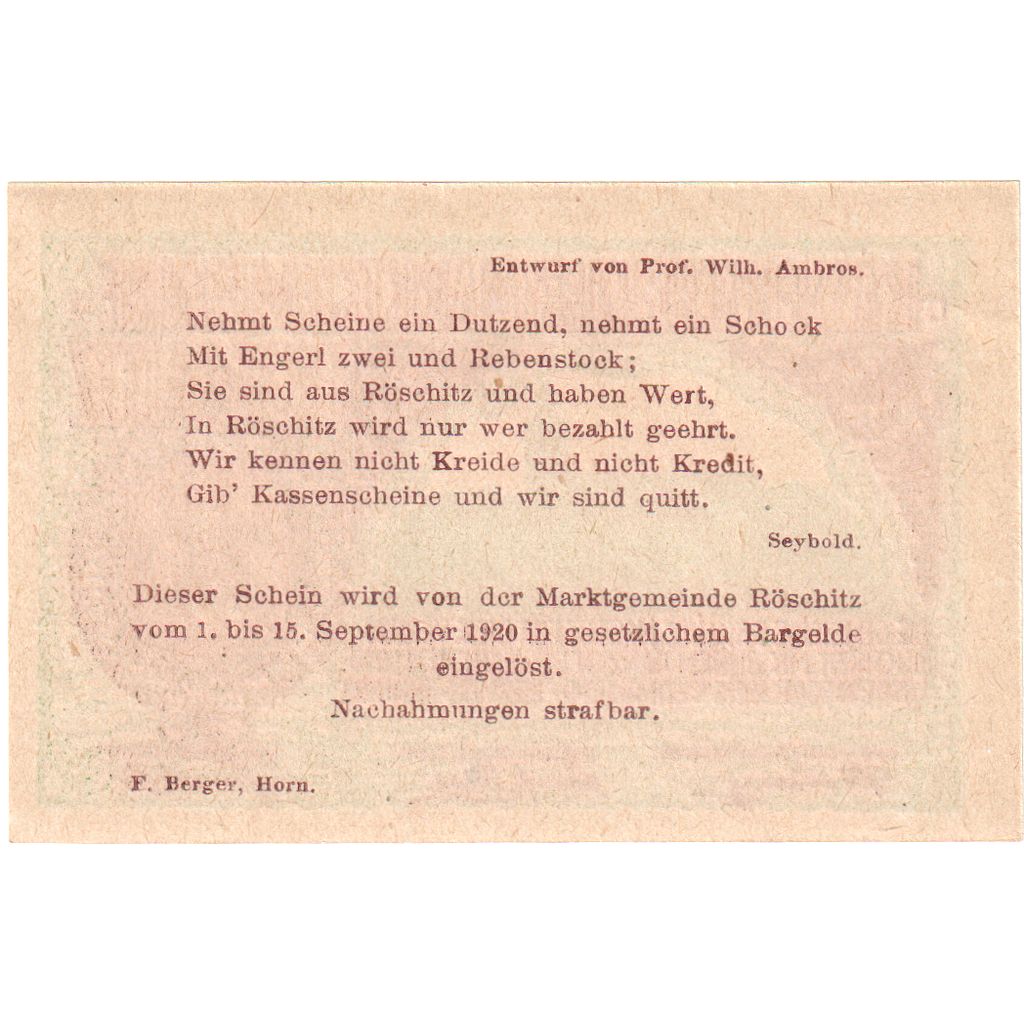 Entwurf von Prof. Wilh. Ambros.
Nehmt Scheine ein Dutzend, nehmt ein Schock
Mit Engerl zwei und Rebenstock;
Sie sind aus Röschitz und haben Wert,
In Röschitz wird nur wer bezahlt geehrt.
Wir kennen nicht Kreide und nicht Kredit,
Gib' Kassenscheine und wir sind quitt.
Seybold.
Dieser Schein wird von der Marktgemeinde Röschitz
vom 1. bis 15. September 1920 in gesetzlichem Bargelde
eingelöst.
Nachahmungen strafbar.
F. Berger, Horn.